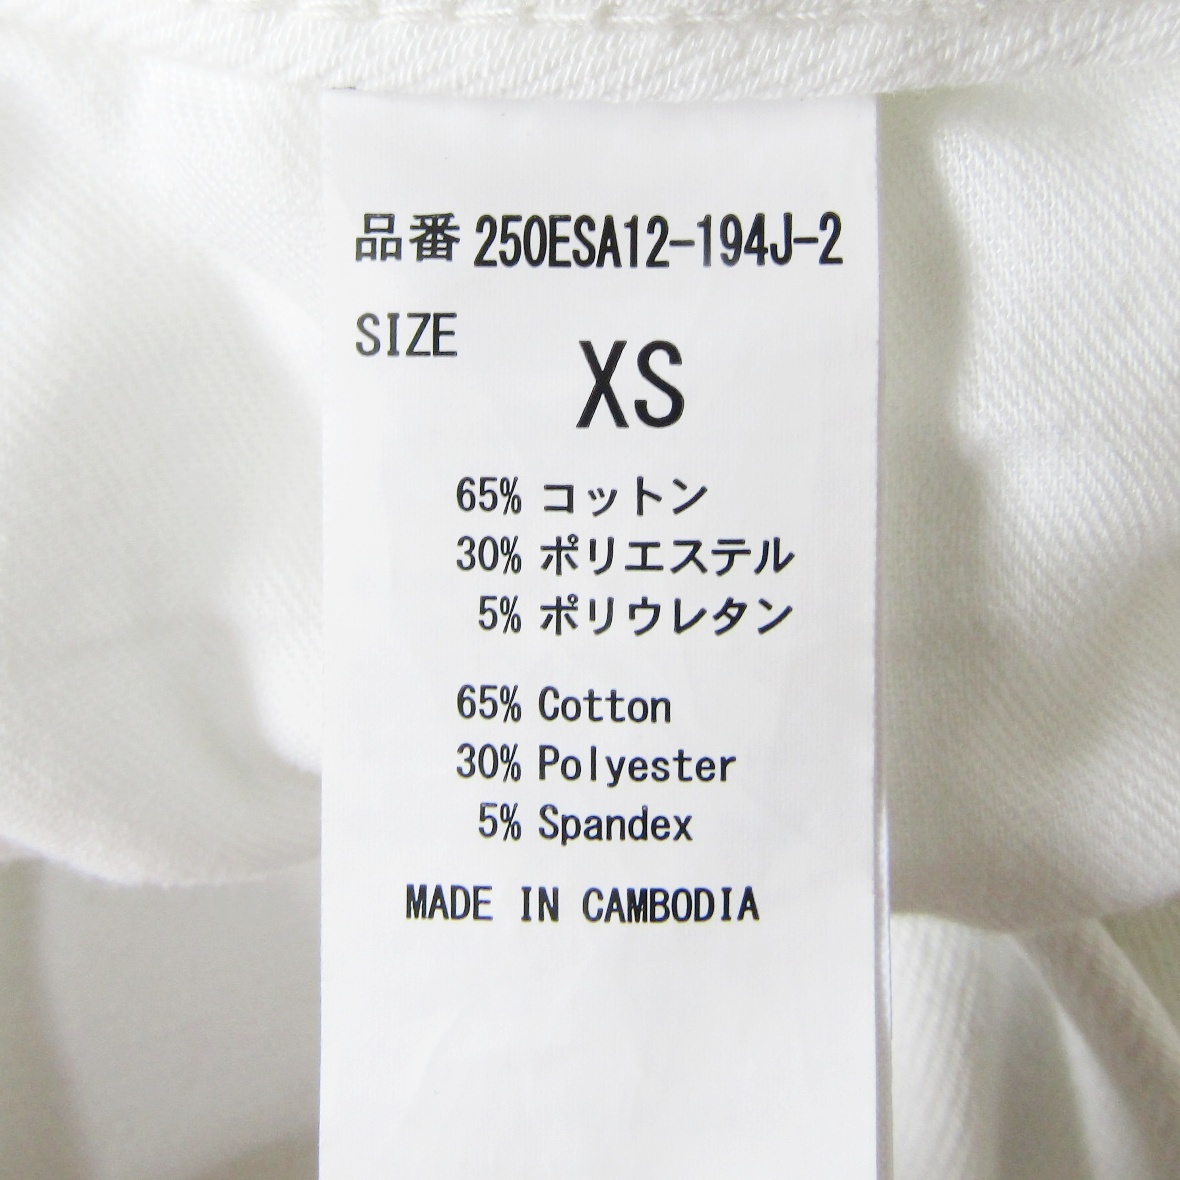 品番 250ESA12-194J-2
SIZE
XS
65% コットン
30% ポリエステル
5% ポリウレタン
65% Cotton
30% Polyester
5% Spandex
MADE IN CAMBODIA